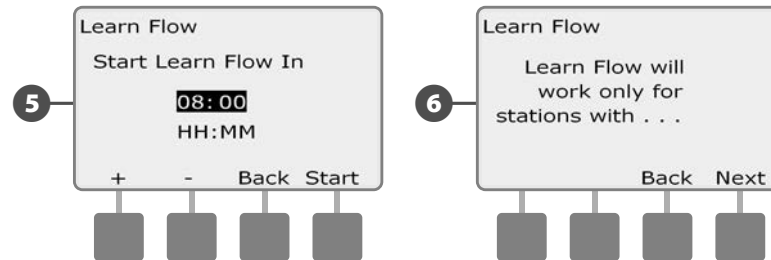 Learn Flow
Start Learn Flow In
08:00
HH:MM
+ - Back Start
5
Learn Flow
Learn Flow will
work only for
stations with . . .
Back Next
6